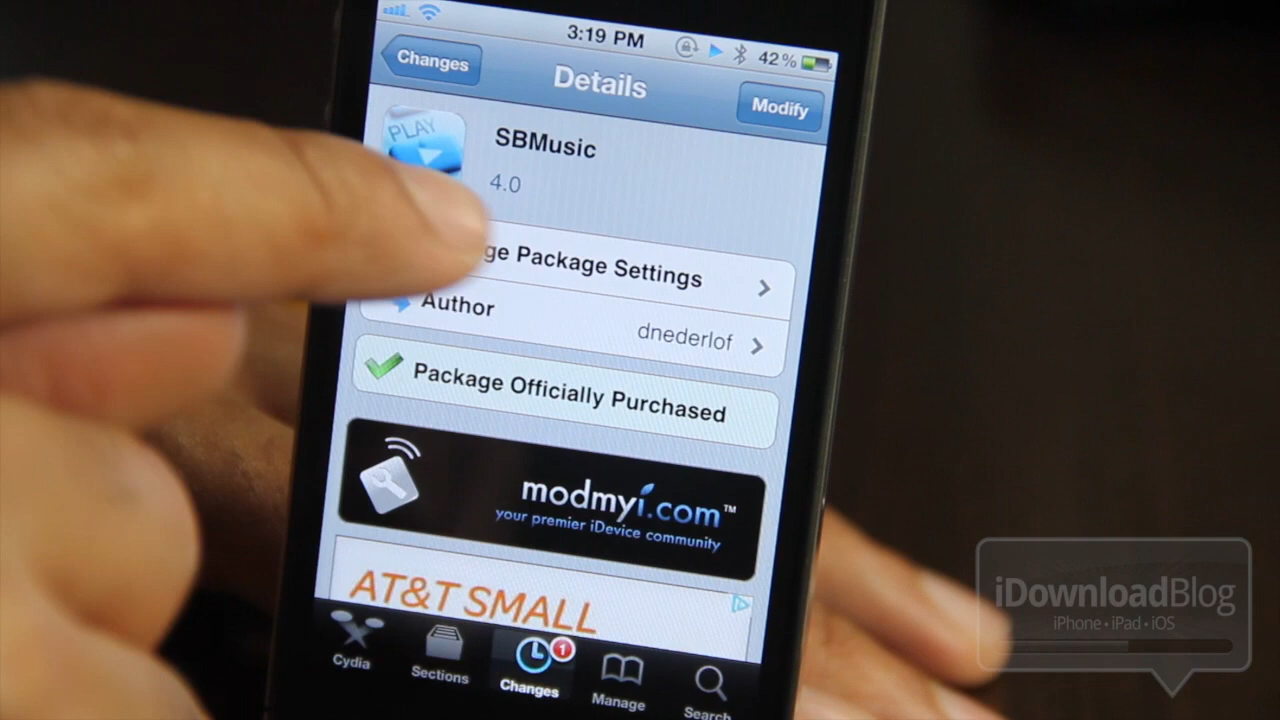 3:19 PM
42%
Changes
Details
Modify
PLAY
SBMusic
4.0
ge Package Settings
Author
dnederlof
Package Officially Purchased
modmyi.com™
your premier iDevice community
AT&T SMALL
Cydia
Sections
Changes
1
Manage
Search
iDownloadBlog
iPhone • iPad • iOS